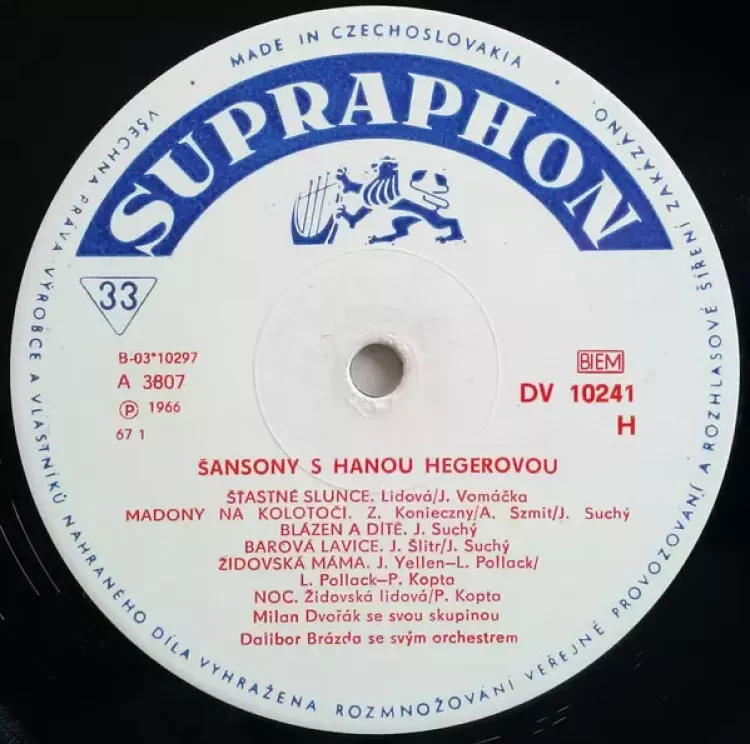 MADE IN CZECHOSLOVAKIA
SUPRAPHON
VŠECHNA PRÁVA VÝROBCE A VLASTNÍKŮ NAHRANÉHO DÍLA VYHRAŽENA ROZMNOŽOVÁNÍ VEŘEJNÉ PROVOZOVÁNÍ A ROZHLASOVÉ ŠÍŘENÍ ZAKÁZÁNO.
33
B-03*10297
A 3807
Ⓟ 1966
67 1
BIEM
DV 10241
H
ŠANSONY S HANOU HEGEROVOU
ŠŤASTNÉ SLUNCE. Lidová/J. Vomáčka
MADONY NA KOLOTOČI. Z. Konieczny/A. Szmit/J. Suchý
BLÁZEN A DÍTĚ. J. Suchý
BAROVÁ LAVICE. J. Šlitr/J. Suchý
ŽIDOVSKÁ MÁMA. J. Yellen–L. Pollack/
L. Pollack–P. Kopta
NOC. Židovská lidová/P. Kopta
Milan Dvořák se svou skupinou
Dalibor Brázda se svým orchestrem